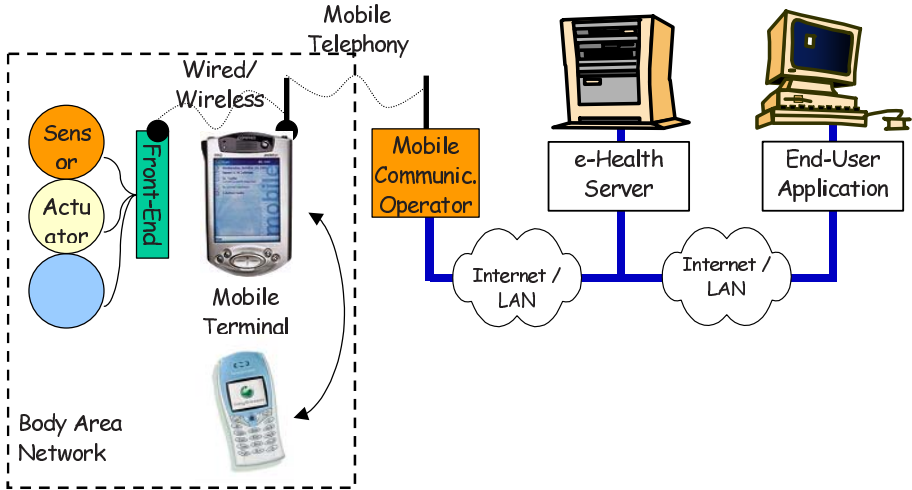 Mobile
Telephony
Wired/
Wireless
Sens
or
Actu
ator
Front-End
mobile
Mobile
Terminal
Body Area
Network
Mobile
Communic.
Operator
e-Health
Server
End-User
Application
Internet /
LAN
Internet /
LAN